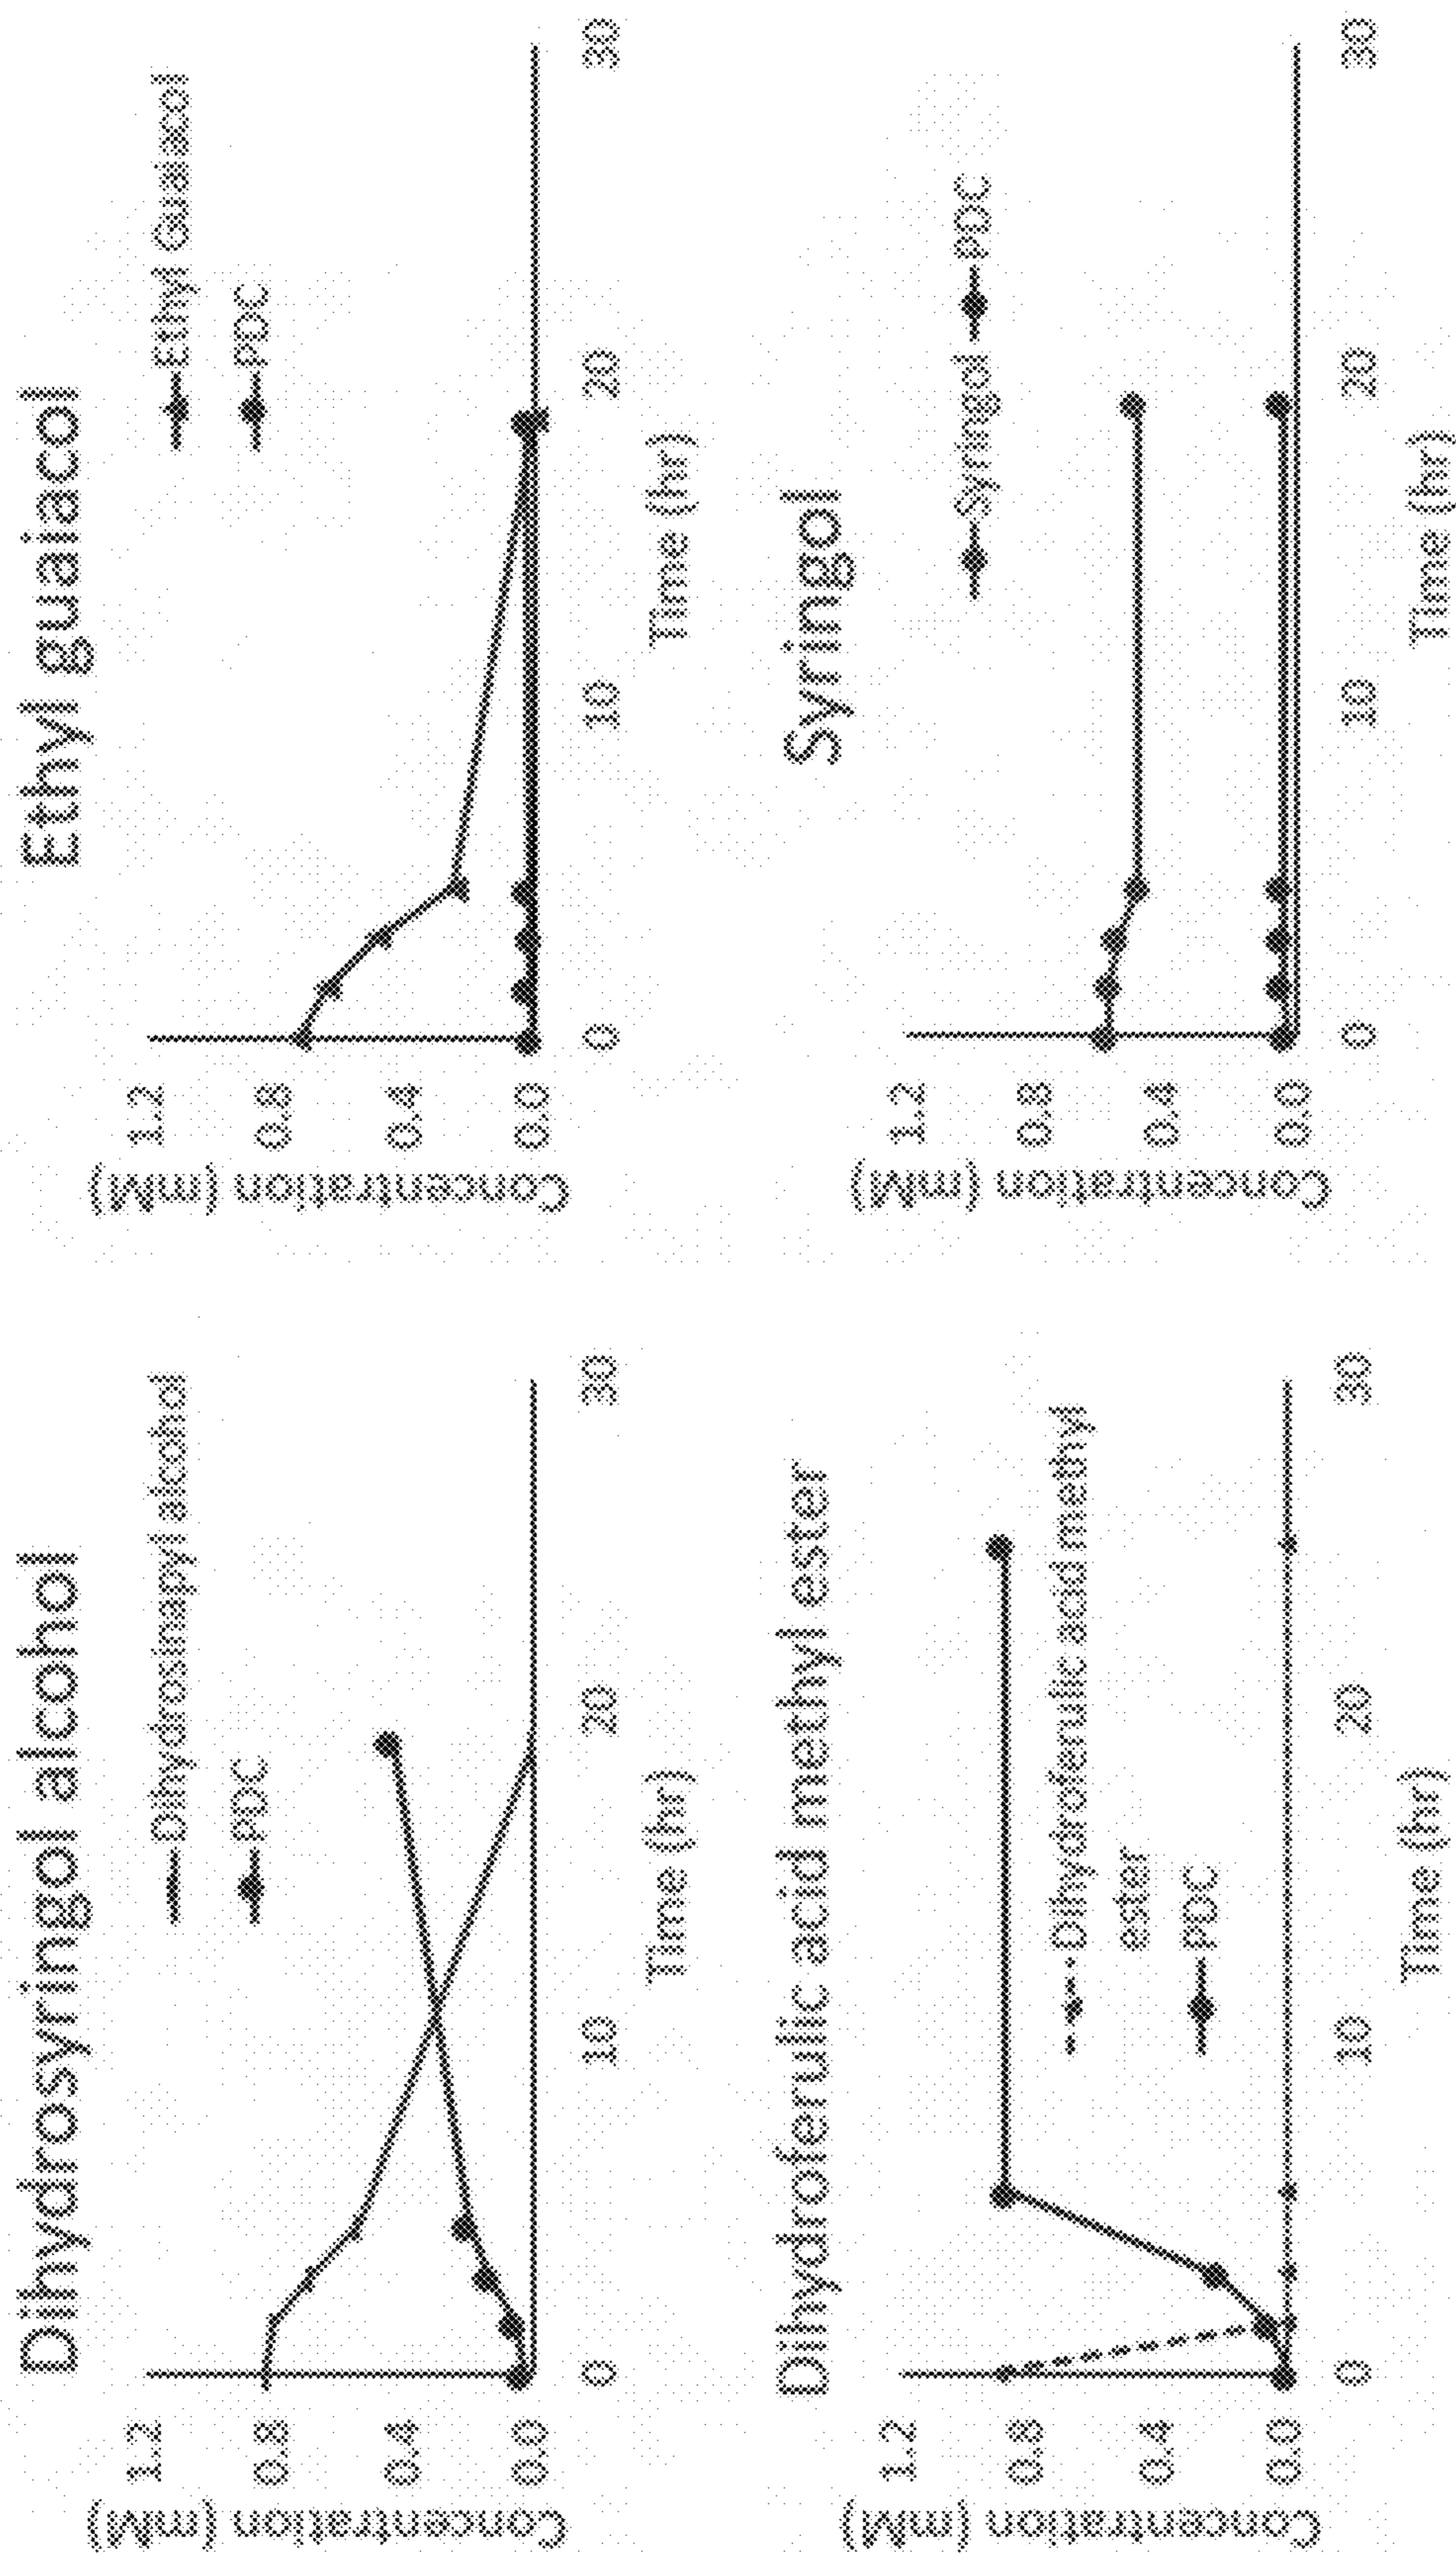 Dihydrosyringol alcohol
Concentration (mM)
1.2
0.8
0.4
0.0
0
10
20
30
Time (hr)
Dihydrosinapyl alcohol
PDC
Ethyl guaiacol
Concentration (mM)
1.2
0.8
0.4
0.0
0
10
20
30
Time (hr)
Ethyl Guaiacol
PDC
Dihydroferulic acid methyl ester
Concentration (mM)
1.2
0.8
0.4
0.0
0
10
20
30
Time (hr)
Dihydroferulic acid methyl
ester
PDC
Syringol
Concentration (mM)
1.2
0.8
0.4
0.0
0
10
20
30
Time (hr)
Syringol
PDC